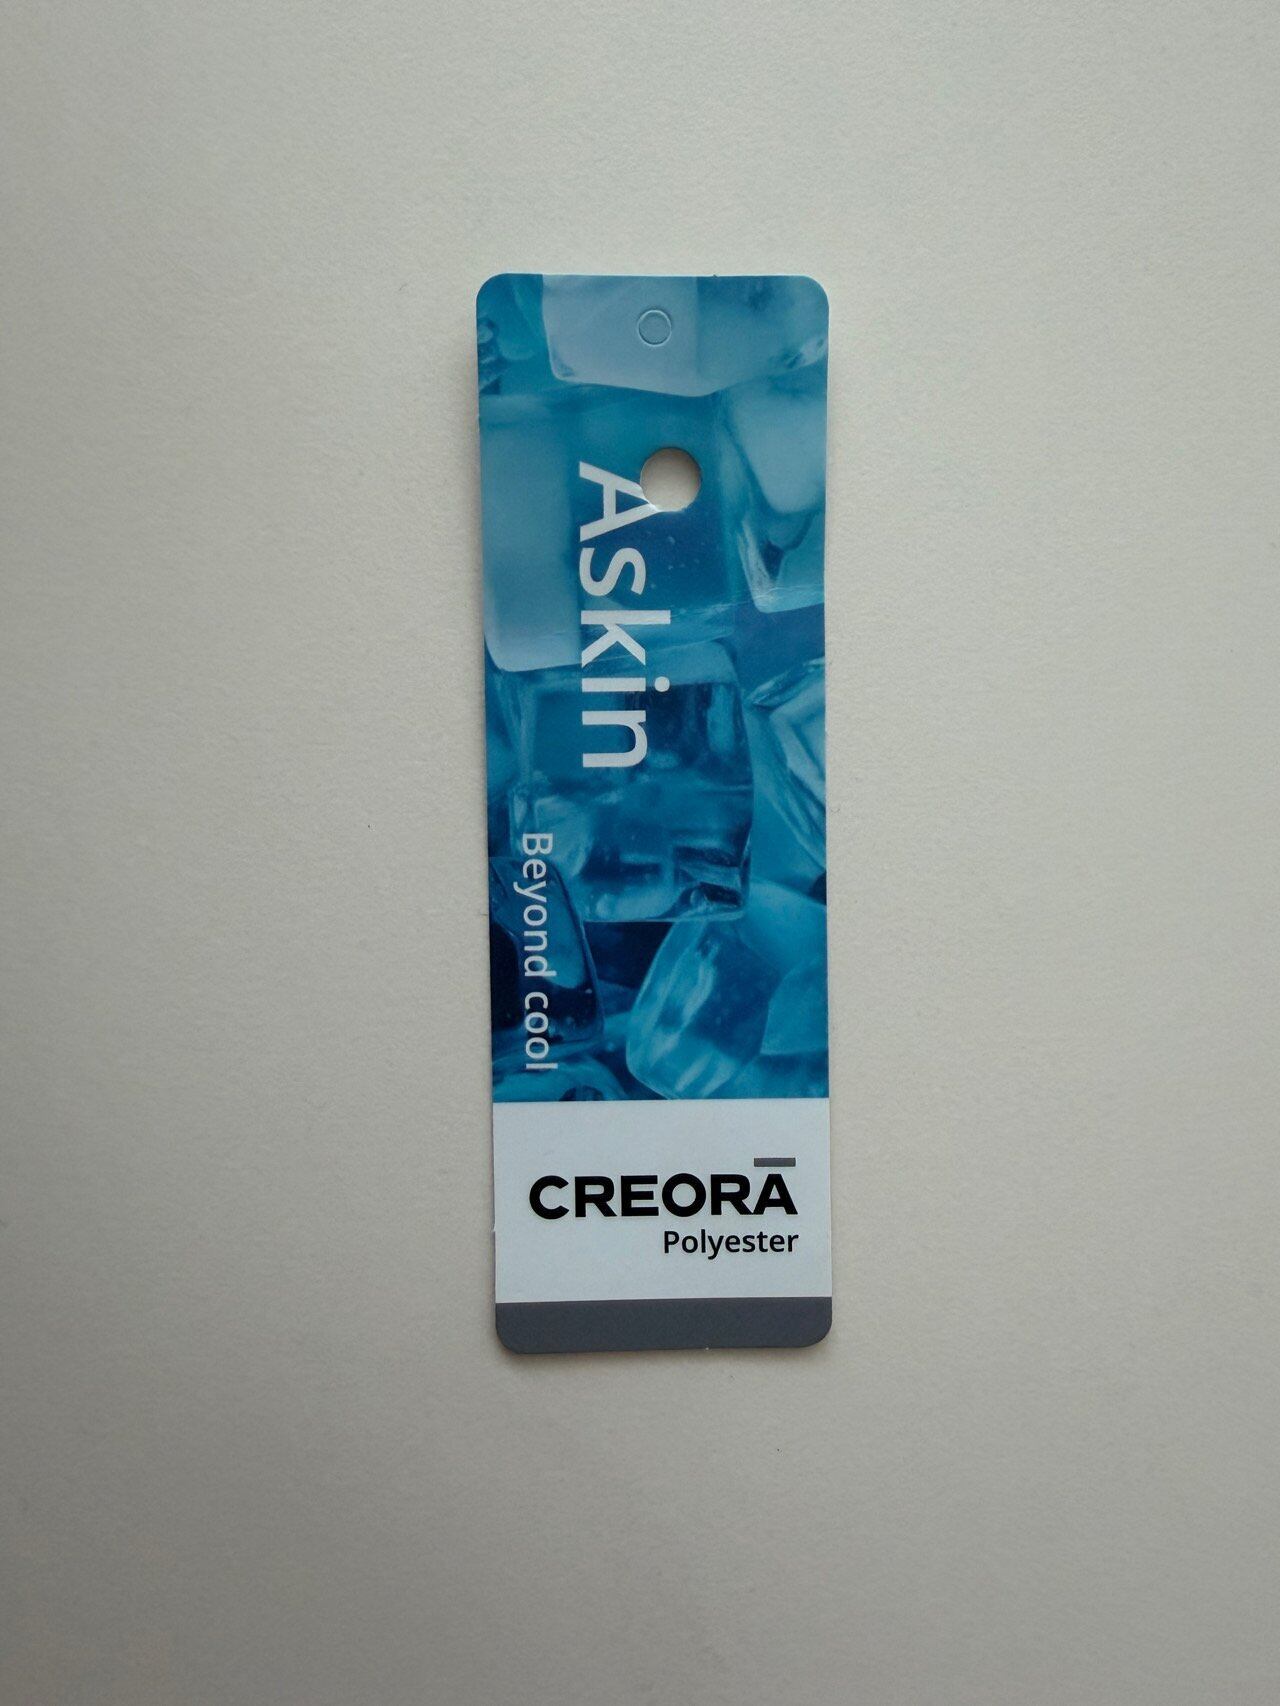 Askin
Beyond cool
CREORA
Polyester